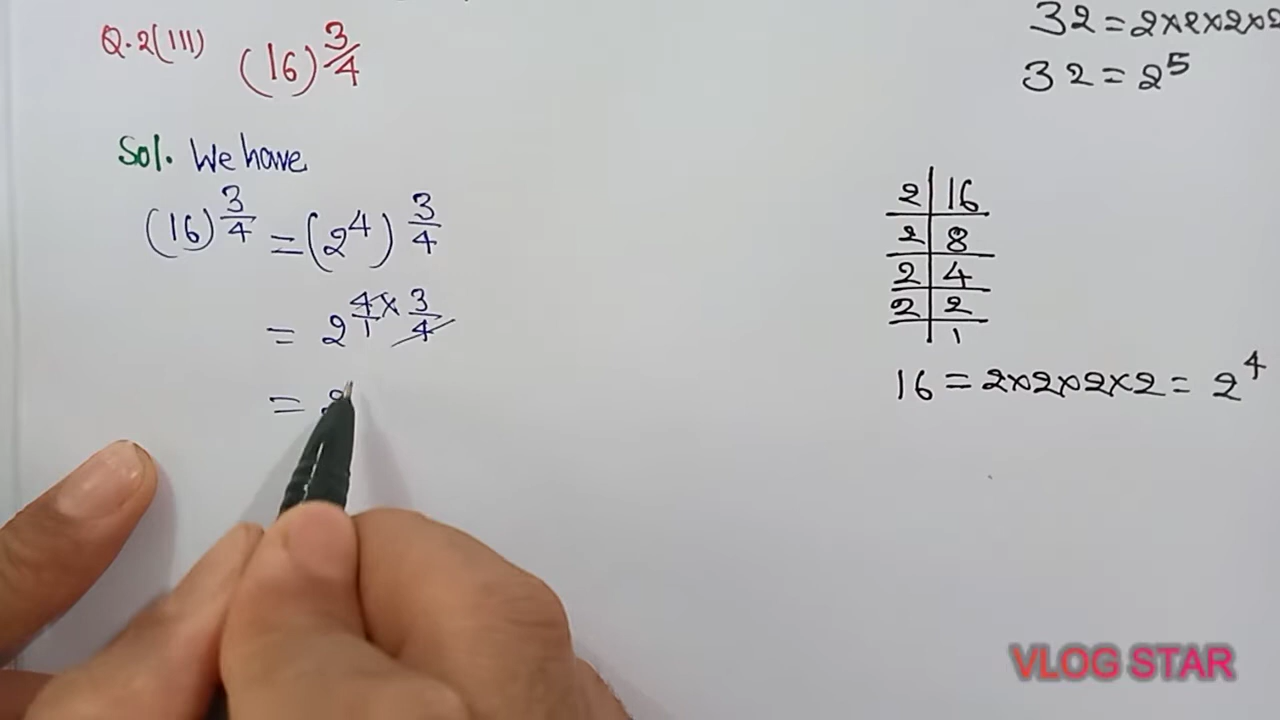 Q.2(III) (16)^{3/4}
Sol. We have
(16)^{3/4} = (2^4)^{3/4}
= 2^{4/1 × 3/4}
= 2
32 = 2×2×2×2
32 = 2^5
2 | 16
2 | 8
2 | 4
2 | 2
1
16 = 2×2×2×2 = 2^4
VLOG STAR